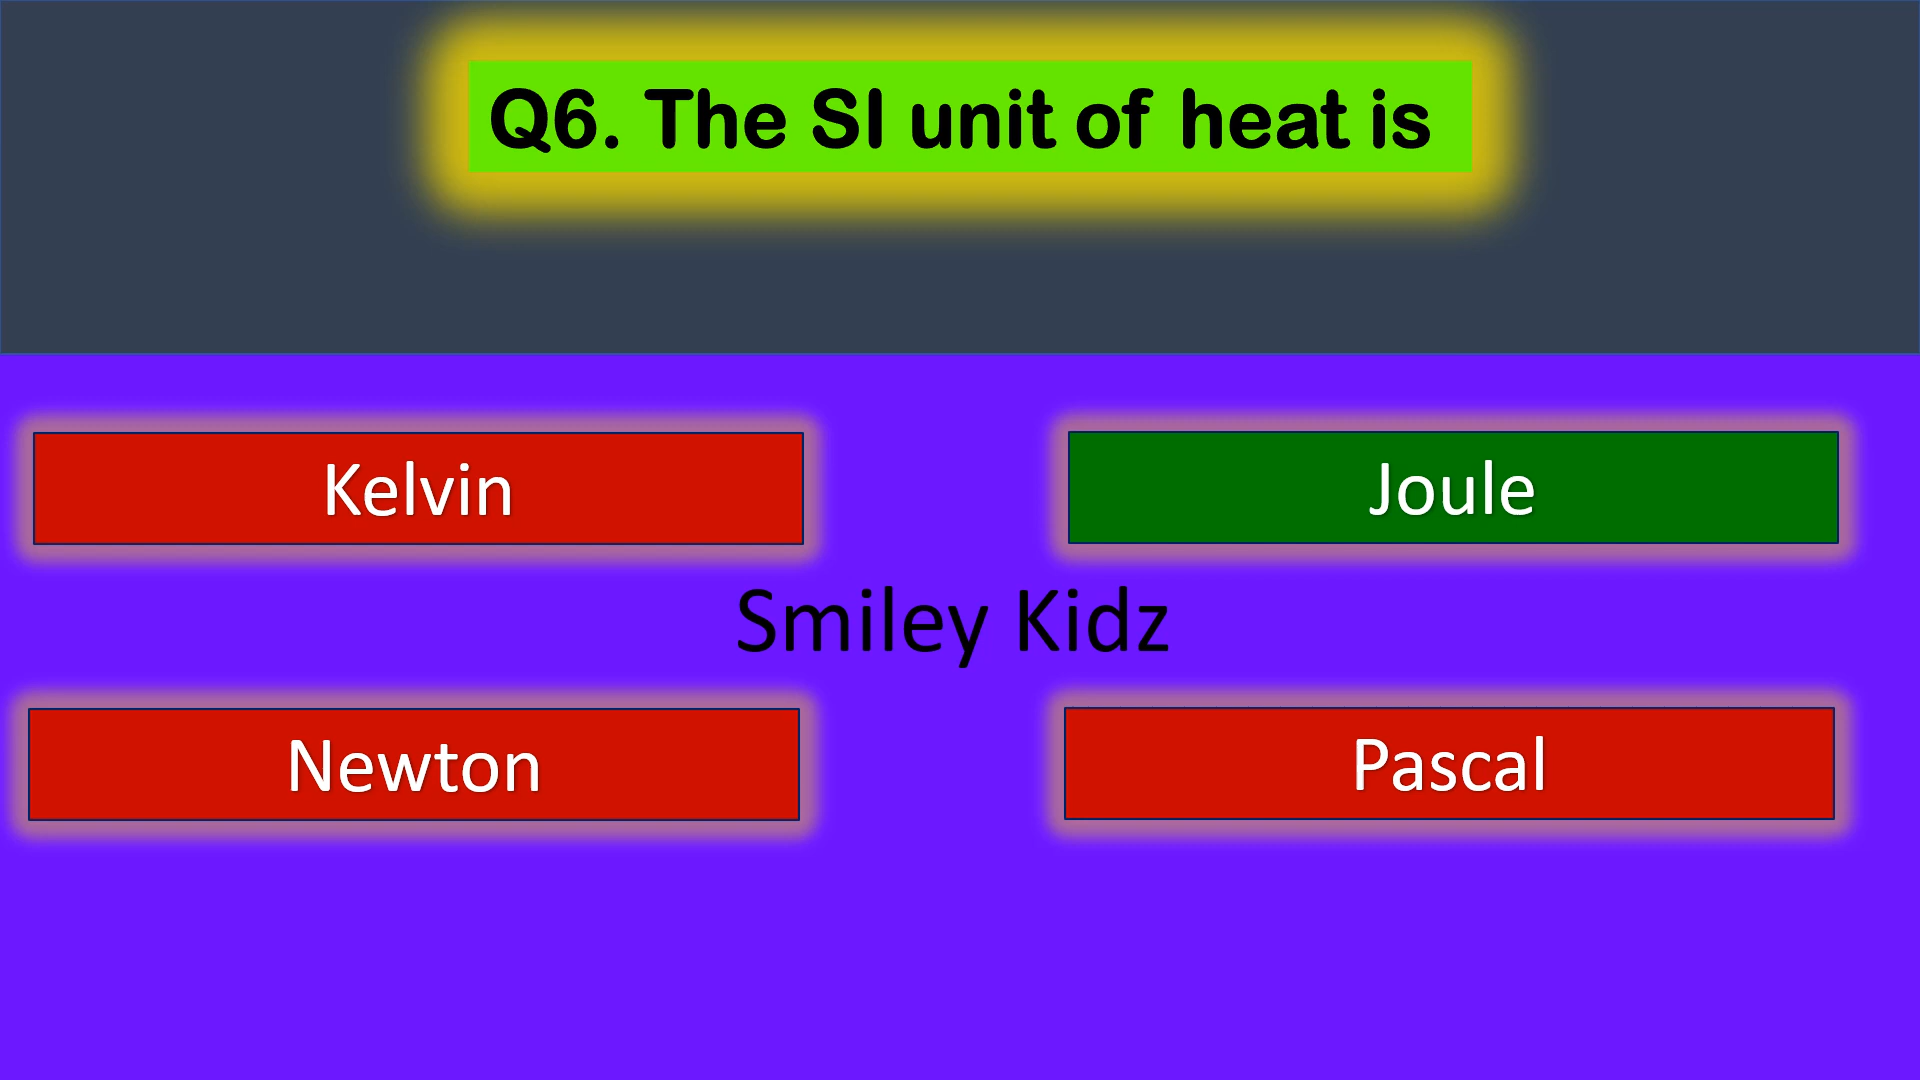 Q6. The SI unit of heat is
Kelvin
Joule
Smiley Kidz
Newton
Pascal